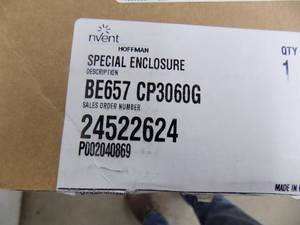 nvent
HOFFMAN
SPECIAL ENCLOSURE
QTY
DESCRIPTION
BE657 CP3060G
1
SALES ORDER NUMBER
24522624
P002040869
MADE IN